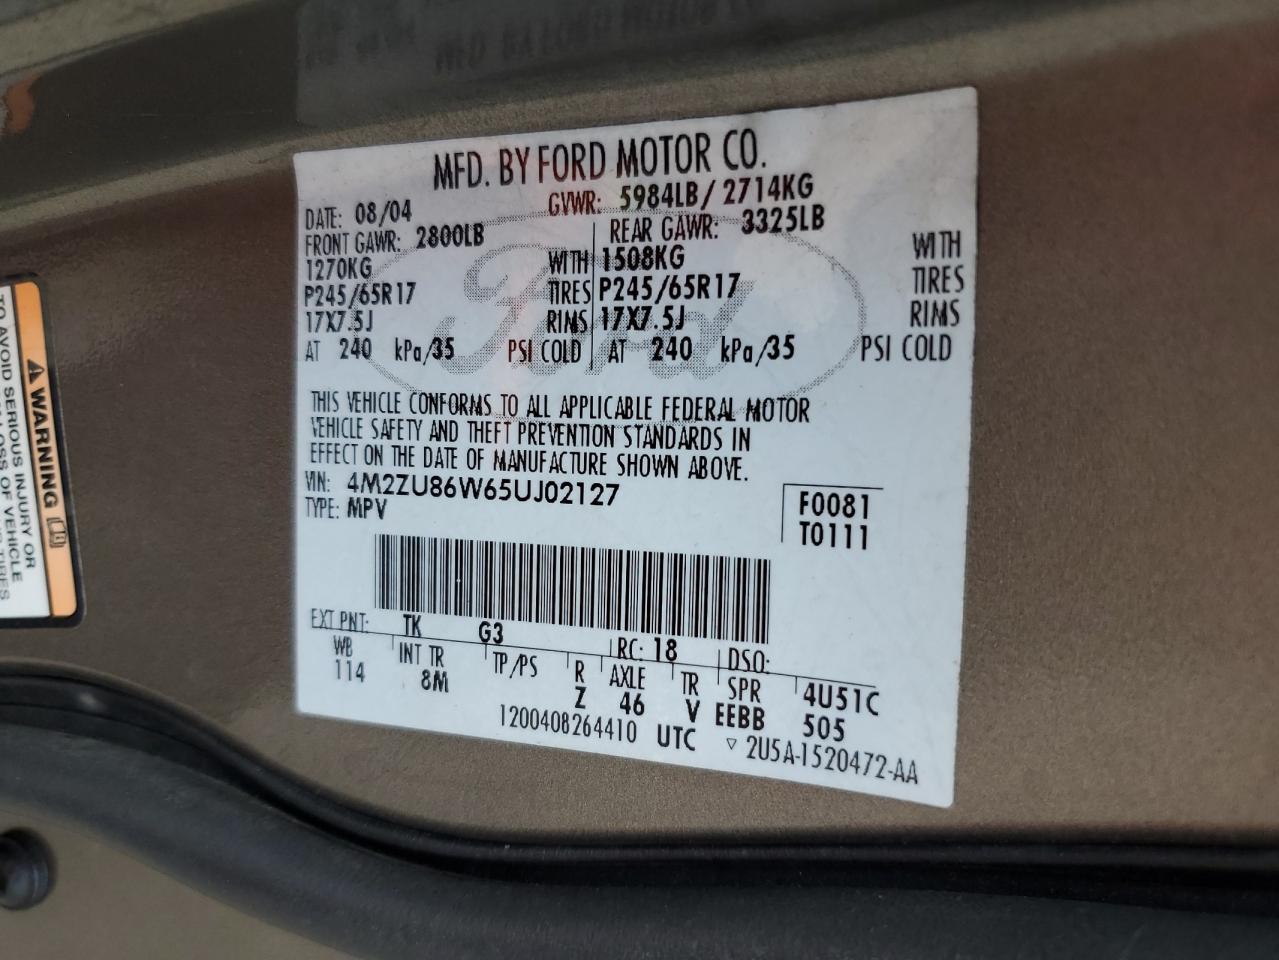 MFD. BY FORD MOTOR CO.
DATE: 08/04 GVWR: 5984LB/ 2714KG
FRONT GAWR: 2800LB REAR GAWR: 3325LB
1270KG WITH 1508KG WITH
P245/65R17 TIRES P245/65R17 TIRES
17X7.5J RIMS 17X7.5J RIMS
AT 240 kPa/35 PSI COLD AT 240 kPa/35 PSI COLD
Ford
THIS VEHICLE CONFORMS TO ALL APPLICABLE FEDERAL MOTOR
VEHICLE SAFETY AND THEFT PREVENTION STANDARDS IN
EFFECT ON THE DATE OF MANUFACTURE SHOWN ABOVE.
VIN: 4M2ZU86W65UJ02127
TYPE: MPV
F0081
T0111
EXT PNT: TK G3 RC: 18 DSO:
WB INT TR TP/PS R AXLE TR SPR 4U51C
114 8M Z 46 V EEBB 505
1200408264410 UTC ▽ 2U5A-1520472-AA
WARNING
TO AVOID SERIOUS INJURY OR
LOSS OF VEHICLE